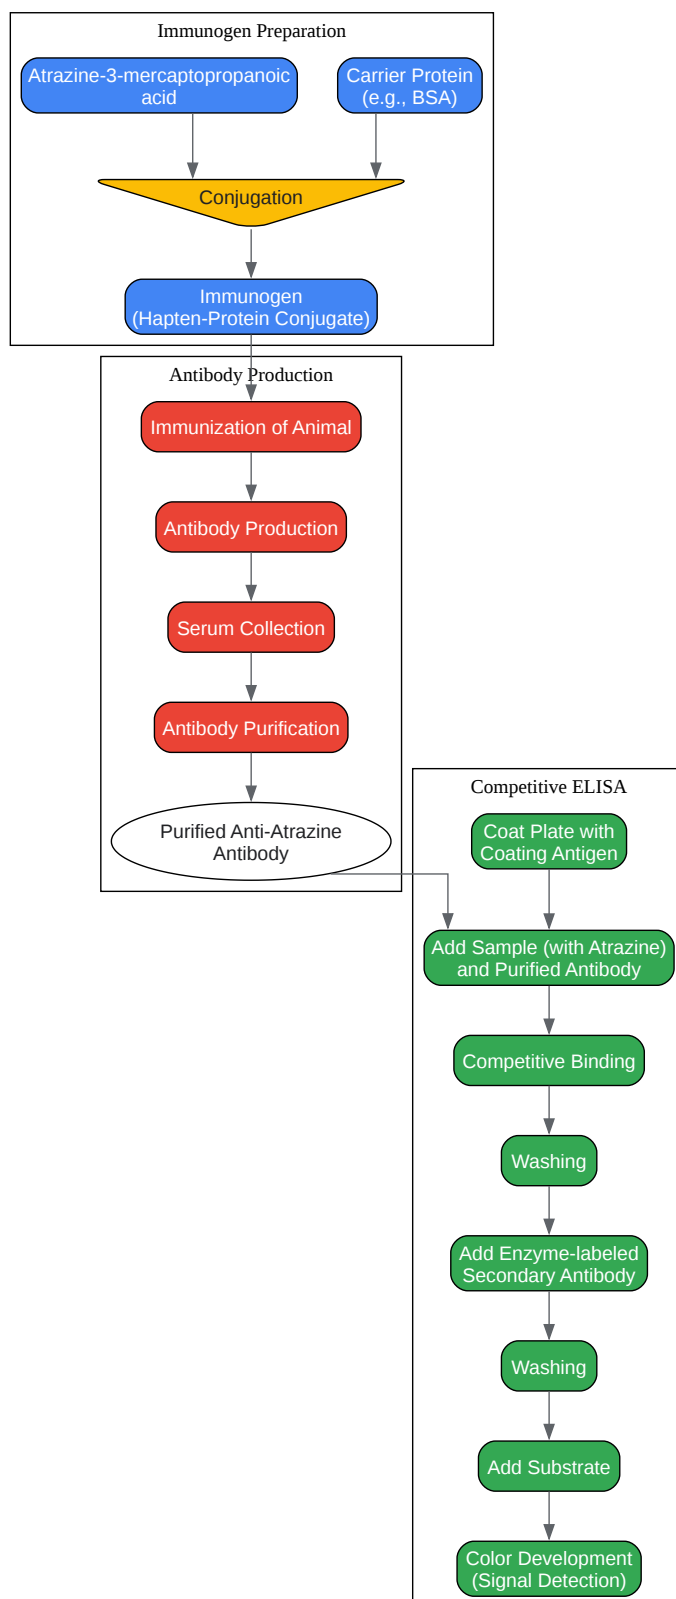 Immunogen Preparation
Atrazine-3-mercaptopropanoic
acid
Carrier Protein
(e.g., BSA)
Conjugation
Immunogen
(Hapten-Protein Conjugate)
Antibody Production
Immunization of Animal
Antibody Production
Serum Collection
Antibody Purification
Purified Anti-Atrazine
Antibody
Competitive ELISA
Coat Plate with
Coating Antigen
Add Sample (with Atrazine)
and Purified Antibody
Competitive Binding
Washing
Add Enzyme-labeled
Secondary Antibody
Washing
Add Substrate
Color Development
(Signal Detection)